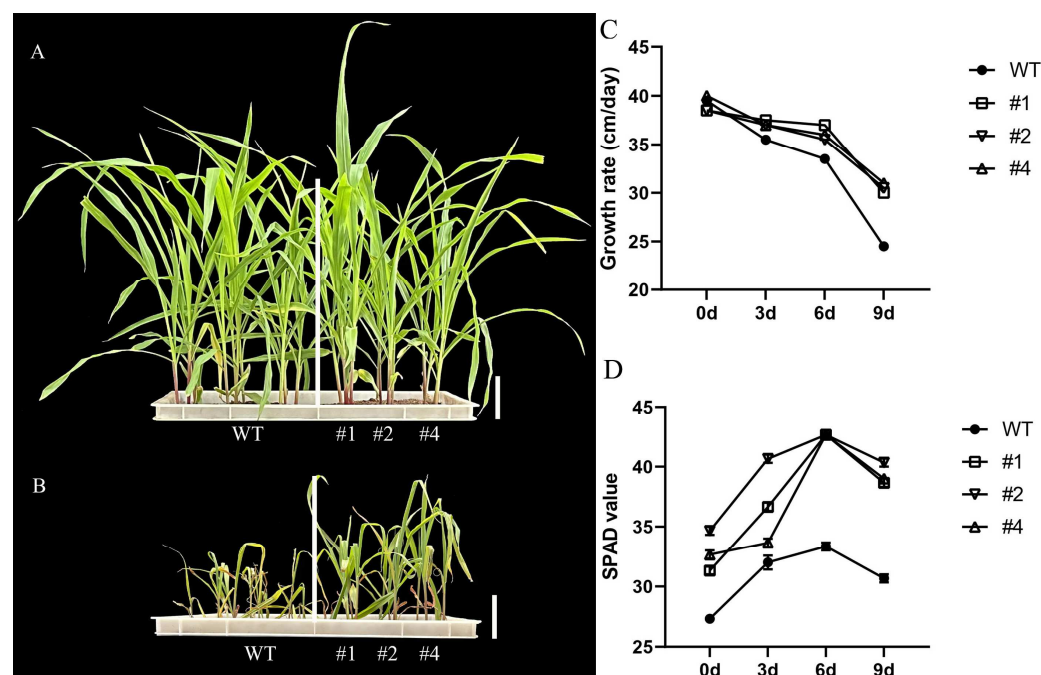 A
WT #1 #2 #4
B
WT #1 #2 #4
C
Growth rate (cm/day)
45
40
35
30
25
20
0d 3d 6d 9d
WT
#1
#2
#4
D
SPAD value
45
40
35
30
25
0d 3d 6d 9d
WT
#1
#2
#4